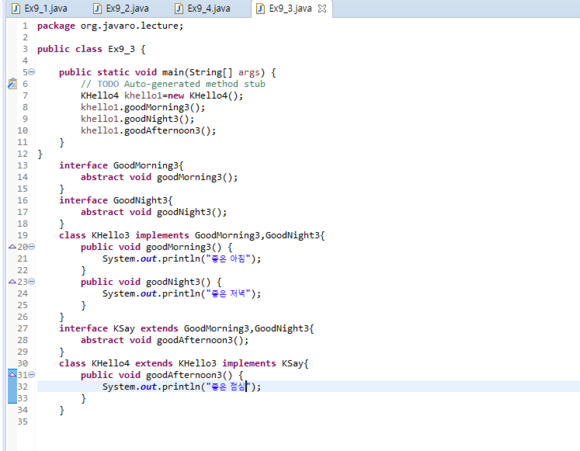 Ex9_1.java Ex9_2.java Ex9_4.java Ex9_3.java
1 package org.javaro.lecture;
2
3 public class Ex9_3 {
4
5     public static void main(String[] args) {
6         // TODO Auto-generated method stub
7         KHello4 khello1=new KHello4();
8         khello1.goodMorning3();
9         khello1.goodNight3();
10         khello1.goodAfternoon3();
11     }
12 }
13     interface GoodMorning3{
14         abstract void goodMorning3();
15     }
16     interface GoodNight3{
17         abstract void goodNight3();
18     }
19     class KHello3 implements GoodMorning3,GoodNight3{
20         public void goodMorning3() {
21             System.out.println("좋은 아침");
22         }
23         public void goodNight3() {
24             System.out.println("좋은 저녁");
25         }
26     }
27     interface KSay extends GoodMorning3,GoodNight3{
28         abstract void goodAfternoon3();
29     }
30     class KHello4 extends KHello3 implements KSay{
31         public void goodAfternoon3() {
32             System.out.println("좋은 점심");
33         }
34     }
35